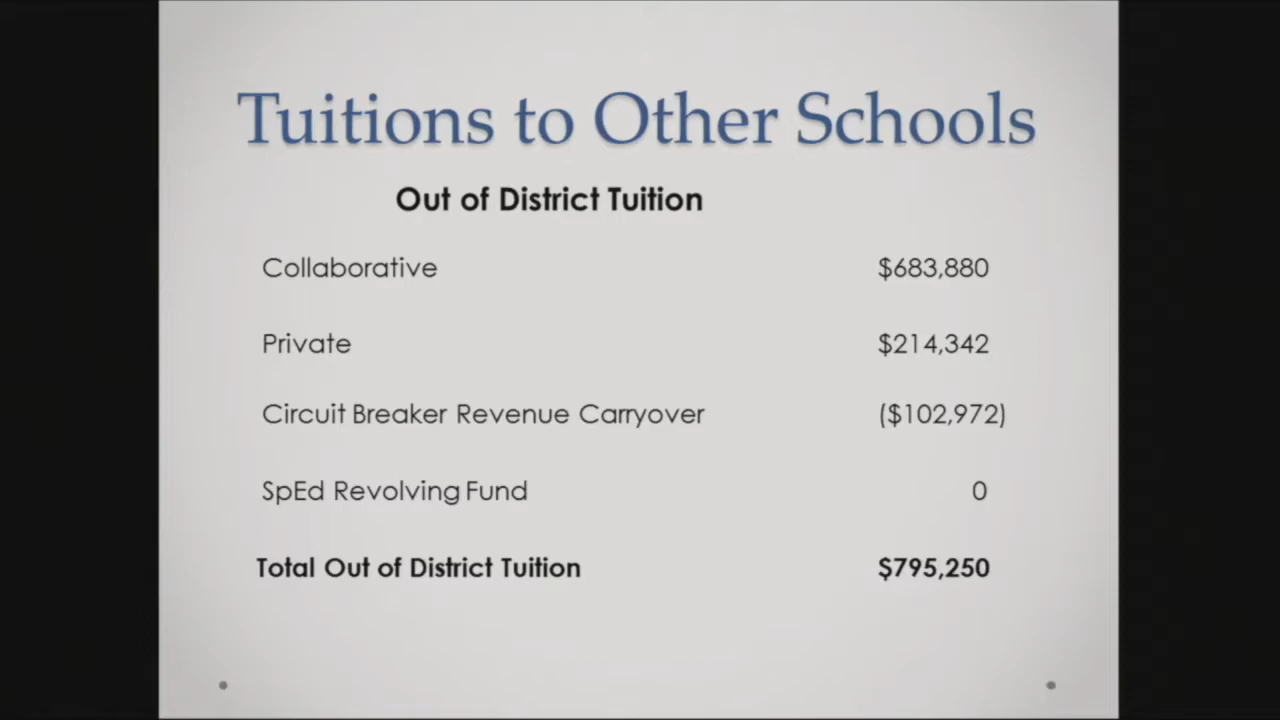 Tuitions to Other Schools
Out of District Tuition
Collaborative $683,880
Private $214,342
Circuit Breaker Revenue Carryover ($102,972)
SpEd Revolving Fund 0
Total Out of District Tuition $795,250